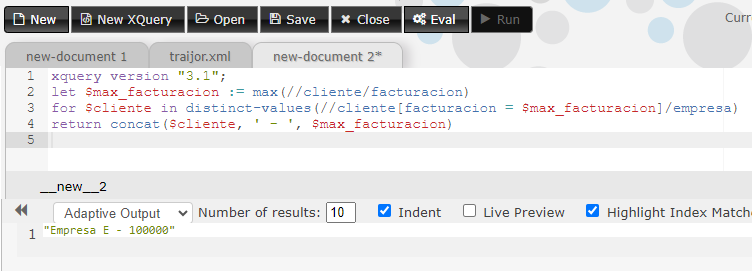 New New XQuery Open Save Close Eval Run Curr
new-document 1 traijor.xml new-document 2*
1 xquery version "3.1";
2 let $max_facturacion := max(//cliente/facturacion)
3 for $cliente in distinct-values(//cliente[facturacion = $max_facturacion]/empresa)
4 return concat($cliente, ' - ', $max_facturacion)
5
__new__2
Adaptive Output Number of results: 10 Indent Live Preview Highlight Index Matche
1 "Empresa E - 100000"